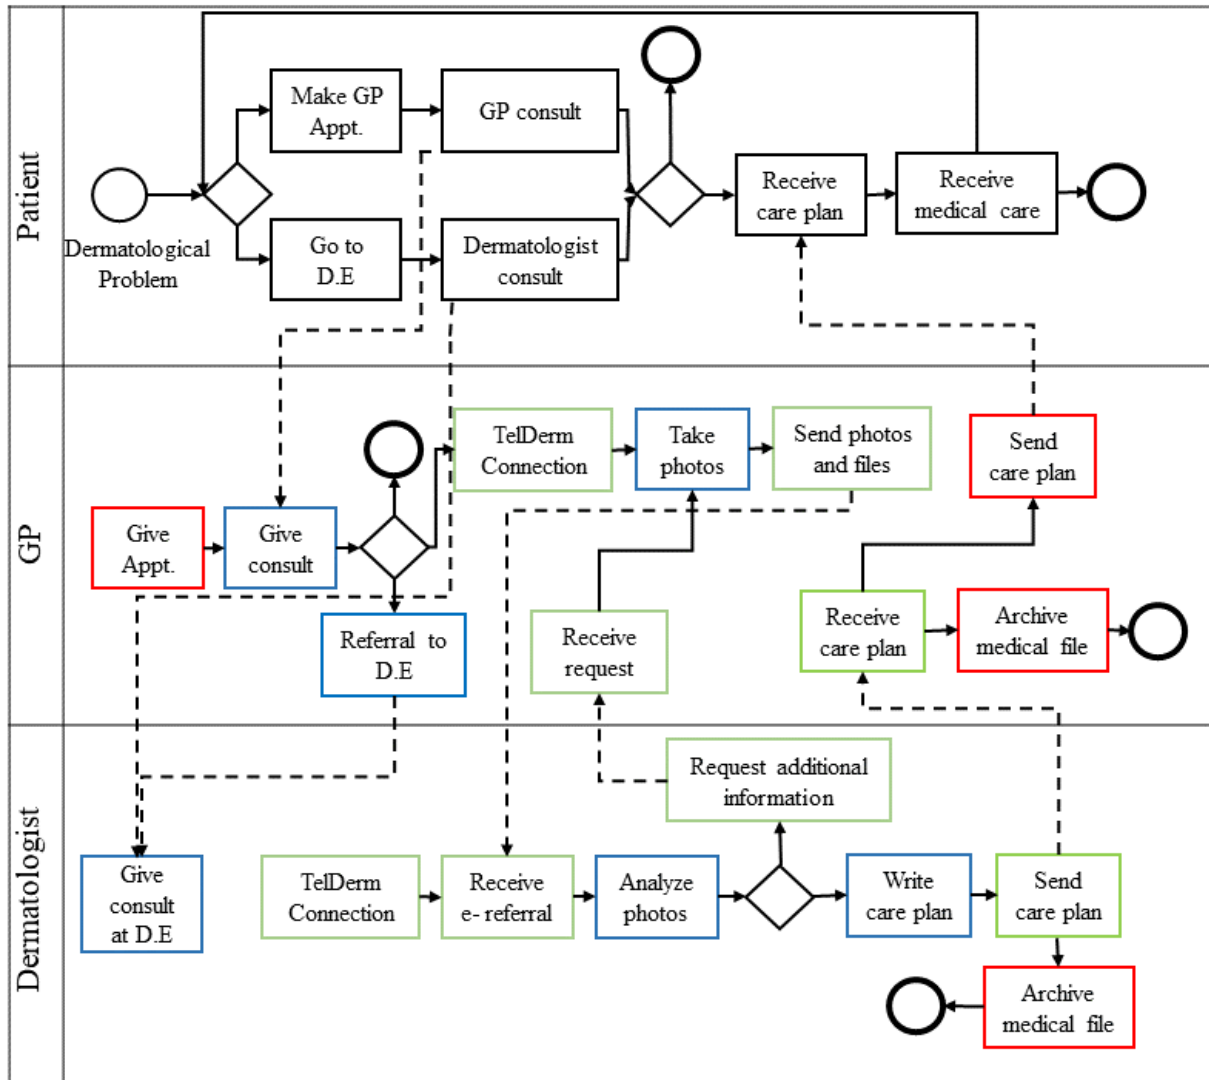 Patient
Make GP
Appt.
GP consult
Dermatological
Problem
Go to
D.E
Dermatologist
consult
Receive
care plan
Receive
medical care
GP
Give
Appt.
Give
consult
TelDerm
Connection
Take
photos
Send photos
and files
Send
care plan
Referral to
D.E
Receive
request
Receive
care plan
Archive
medical file
Dermatologist
Request additional
information
Give
consult
at D.E
TelDerm
Connection
Receive
e- referral
Analyze
photos
Write
care plan
Send
care plan
Archive
medical file